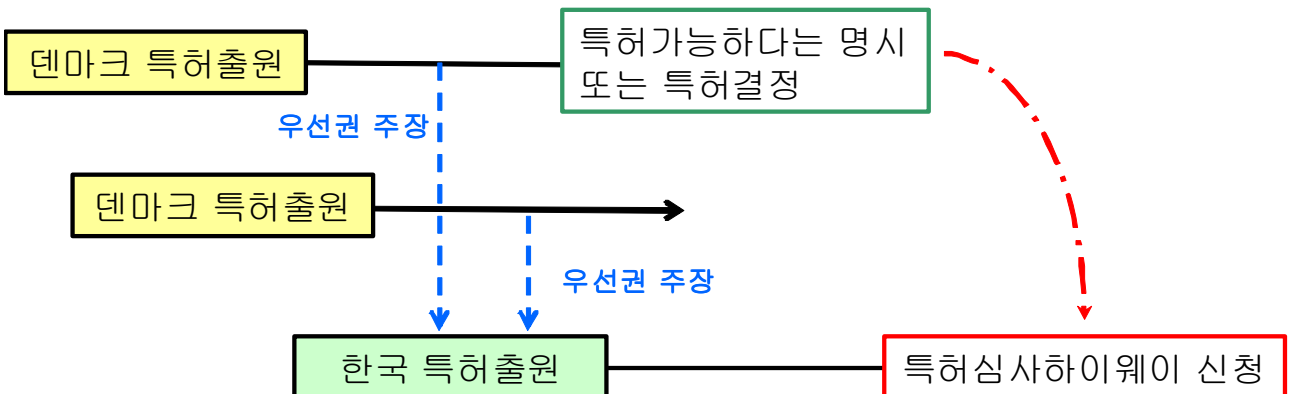 덴마크 특허출원
특허가능하다는 명시
또는 특허결정
우선권 주장
덴마크 특허출원
우선권 주장
한국 특허출원
특허심사하이웨이 신청